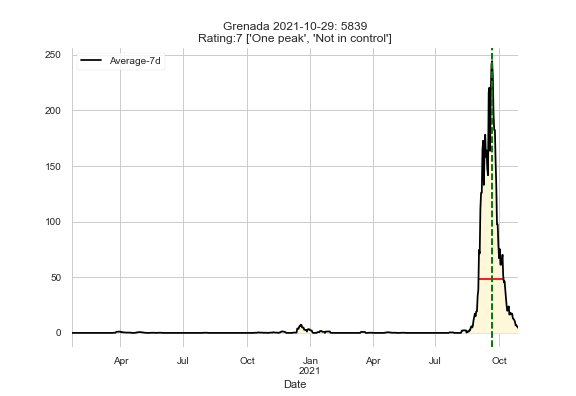 Grenada 2021-10-29: 5839
Rating:7 ['One peak', 'Not in control']
Average-7d
250
200
150
100
50
0
Apr
Jul
Oct
Jan
2021
Apr
Jul
Oct
Date